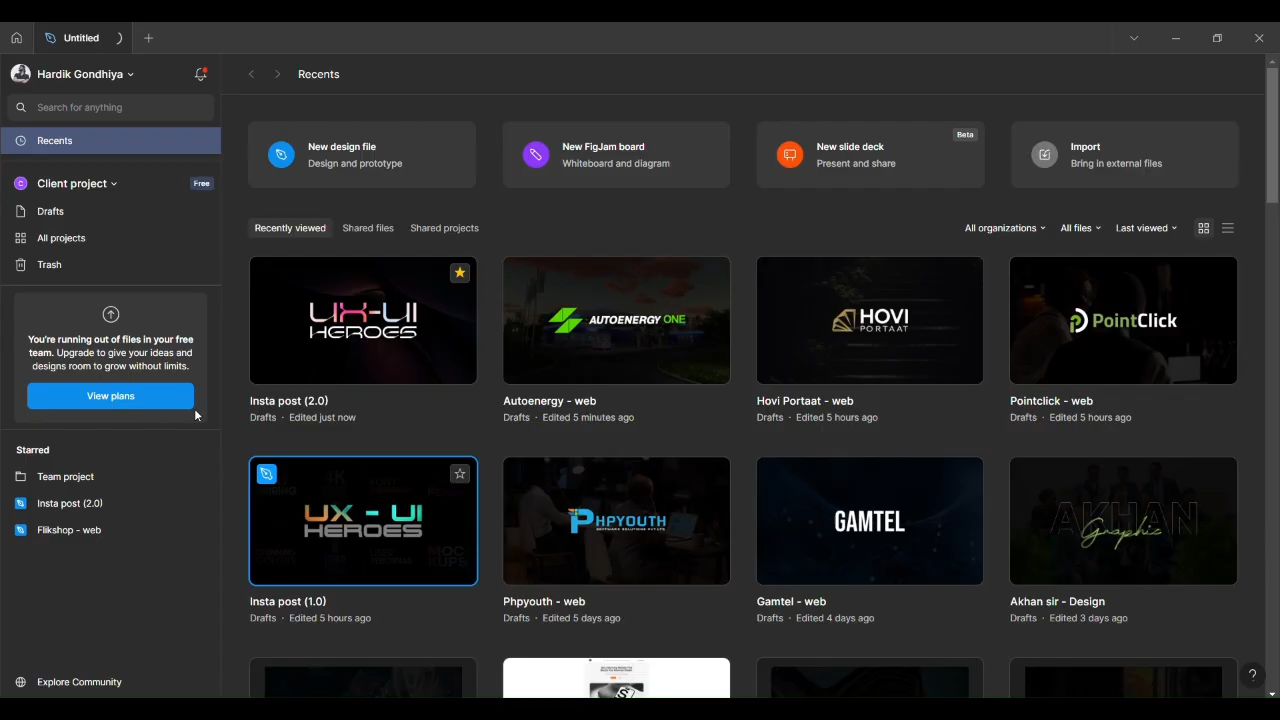 Untitled
Hardik Gondhiya
Recents
Search for anything
Recents
Client project
Free
Drafts
All projects
Trash
You're running out of files in your free
team. Upgrade to give your ideas and
designs room to grow without limits.
View plans
Starred
Team project
Insta post (2.0)
Flikshop - web
Explore Community
New design file
Design and prototype
New FigJam board
Whiteboard and diagram
New slide deck
Present and share
Beta
Import
Bring in external files
Recently viewed
Shared files
Shared projects
All organizations
All files
Last viewed
UX-UI
HEROES
AUTOENERGY ONE
HOVI
PORTAAT
PointClick
Insta post (2.0)
Drafts · Edited just now
Autoenergy - web
Drafts · Edited 5 minutes ago
Hovi Portaat - web
Drafts · Edited 5 hours ago
Pointclick - web
Drafts · Edited 5 hours ago
UX - UI
HEROES
PHPYOUTH
GAMTEL
AKHAN
Graphic
Insta post (1.0)
Drafts · Edited 5 hours ago
Phpyouth - web
Drafts · Edited 5 days ago
Gamtel - web
Drafts · Edited 4 days ago
Akhan sir - Design
Drafts · Edited 3 days ago
?